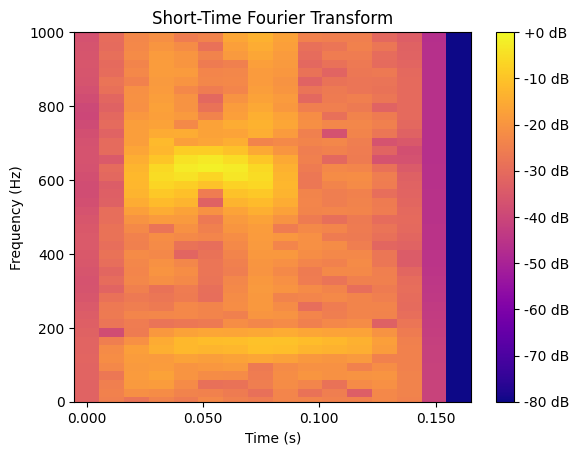 Short-Time Fourier Transform
1000
800
600
400
200
0
Frequency (Hz)
0.000
0.050
0.100
0.150
Time (s)
+0 dB
-10 dB
-20 dB
-30 dB
-40 dB
-50 dB
-60 dB
-70 dB
-80 dB